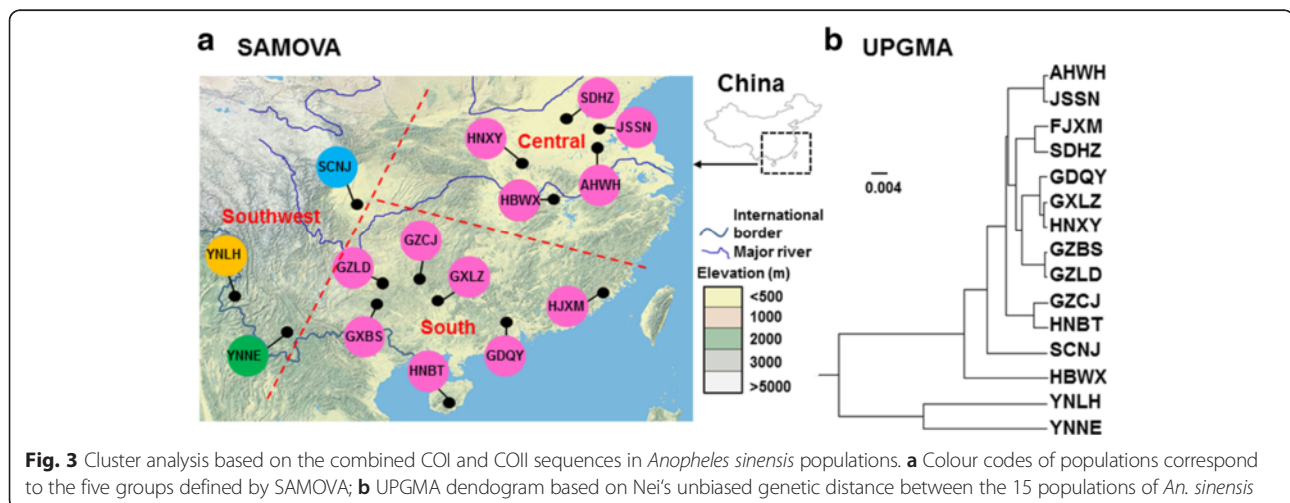 a SAMOVA
b UPGMA
SDHZ
China
JSSN
HNXY
Central
SCNJ
HBWX
AHWH
Southwest
GZCJ
YNLH
GZLD
GXLZ
HJXM
South
GXBS
YNNE
GDQY
HNBT
International
border
Major river
Elevation (m)
<500
1000
2000
3000
>5000
0.004
AHWH
JSSN
FJXM
SDHZ
GDQY
GXLZ
HNXY
GZBS
GZLD
GZCJ
HNBT
SCNJ
HBWX
YNLH
YNNE
Fig. 3 Cluster analysis based on the combined COI and COII sequences in Anopheles sinensis populations. a Colour codes of populations correspond
to the five groups defined by SAMOVA; b UPGMA dendogram based on Nei's unbiased genetic distance between the 15 populations of An. sinensis